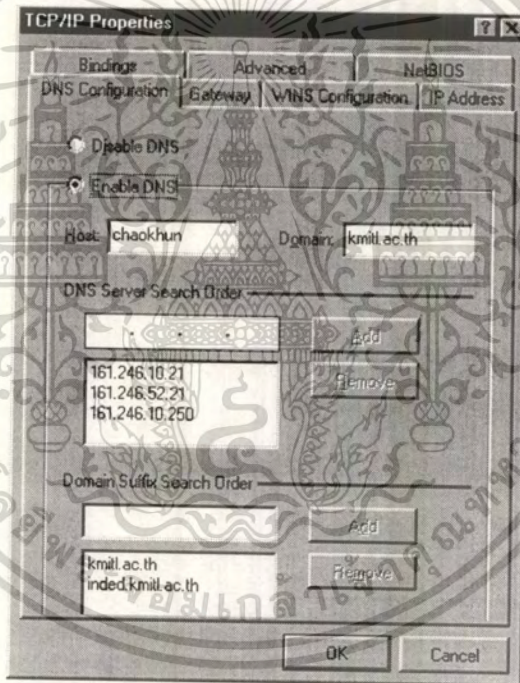 TCP/IP Properties
Bindings Advanced NetBIOS
DNS Configuration Gateway WINS Configuration IP Address
Disable DNS
Enable DNS
Host: chaokhun Domain: kmitl.ac.th
DNS Server Search Order
Add
161.246.10.21
161.246.52.21
161.246.10.250
Remove
Domain Suffix Search Order
Add
kmitl.ac.th
inded.kmitl.ac.th
Remove
OK Cancel